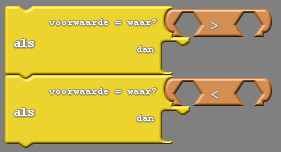 voorwaarde = waar? >
als
dan
voorwaarde = waar? <
als
dan